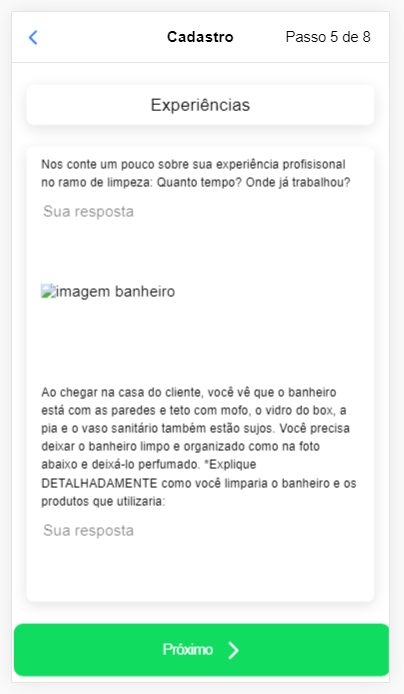 Cadastro Passo 5 de 8
Experiências
Nos conte um pouco sobre sua experiência profisisonal
no ramo de limpeza: Quanto tempo? Onde já trabalhou?
Sua resposta
imagem banheiro
Ao chegar na casa do cliente, você vê que o banheiro
está com as paredes e teto com mofo, o vidro do box, a
pia e o vaso sanitário também estão sujos. Você precisa
deixar o banheiro limpo e organizado como na foto
abaixo e deixá-lo perfumado. *Explique
DETALHADAMENTE como você limparia o banheiro e os
produtos que utilizaria:
Sua resposta
Próximo